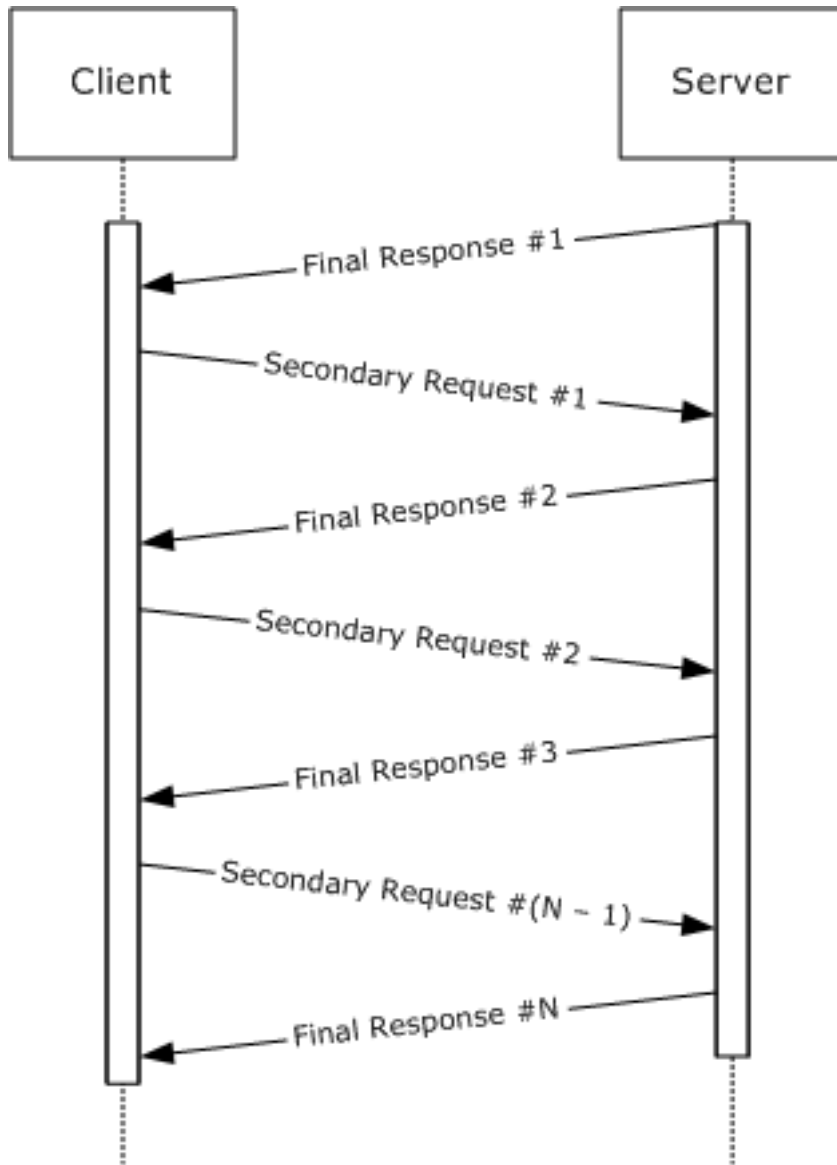 Client
Server
Final Response #1
Secondary Request #1
Final Response #2
Secondary Request #2
Final Response #3
Secondary Request #(N – 1)
Final Response #N